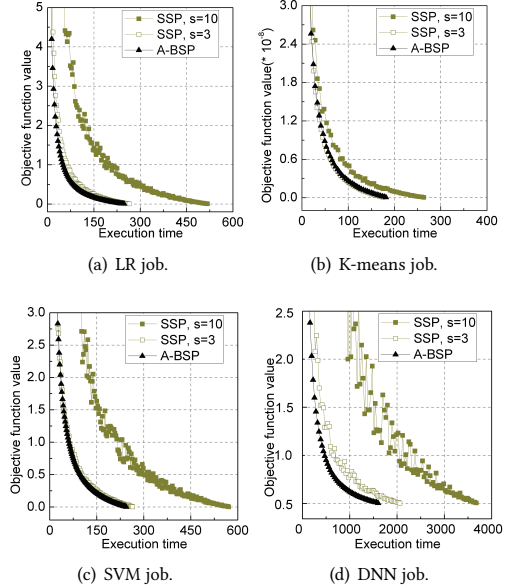 5
4
3
2
1
0
Objective function value
SSP, s=10
SSP, s=3
A-BSP
0 150 300 450 600
Execution time
(a) LR job.
3.0
2.4
1.8
1.2
0.6
0.0
Objective function value(* 10⁻⁸)
SSP, s=10
SSP, s=3
A-BSP
0 100 200 300 400
Execution time
(b) K-means job.
3.0
2.5
2.0
1.5
1.0
0.5
0.0
Objective function value
SSP, s=10
SSP, s=3
A-BSP
0 150 300 450 600
Execution time
(c) SVM job.
2.5
2.0
1.5
1.0
0.5
Objective function value
SSP, s=10
SSP, s=3
A-BSP
0 1000 2000 3000 4000
Execution time
(d) DNN job.